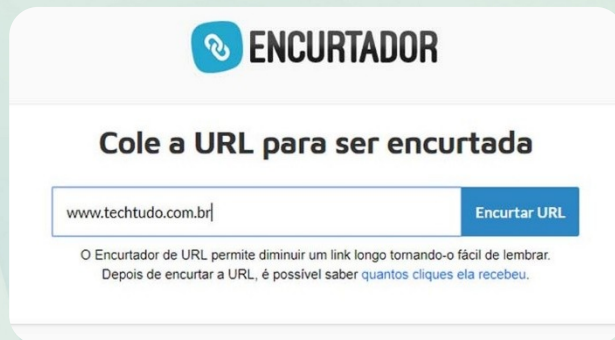 ENCURTADOR
Cole a URL para ser encurtada
www.techtudo.com.br
Encurtar URL
O Encurtador de URL permite diminuir um link longo tornando-o fácil de lembrar.
Depois de encurtar a URL, é possível saber quantos cliques ela recebeu.